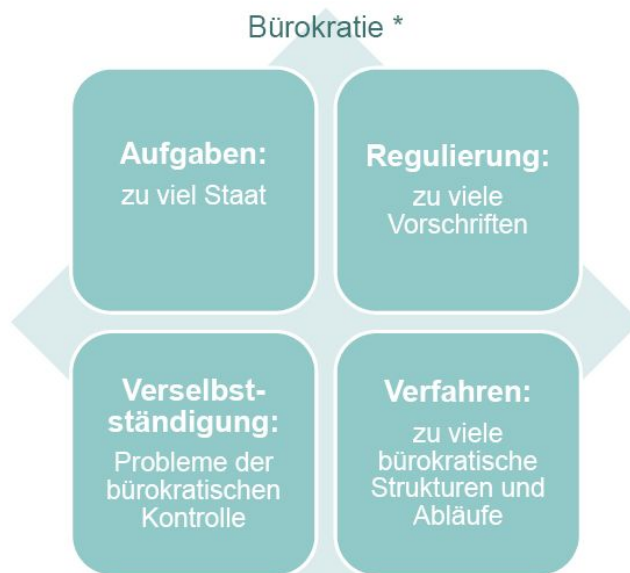 Bürokratie *
Aufgaben:
zu viel Staat
Regulierung:
zu viele
Vorschriften
Verselbst-
ständigung:
Probleme der
bürokratischen
Kontrolle
Verfahren:
zu viele
bürokratische
Strukturen und
Abläufe